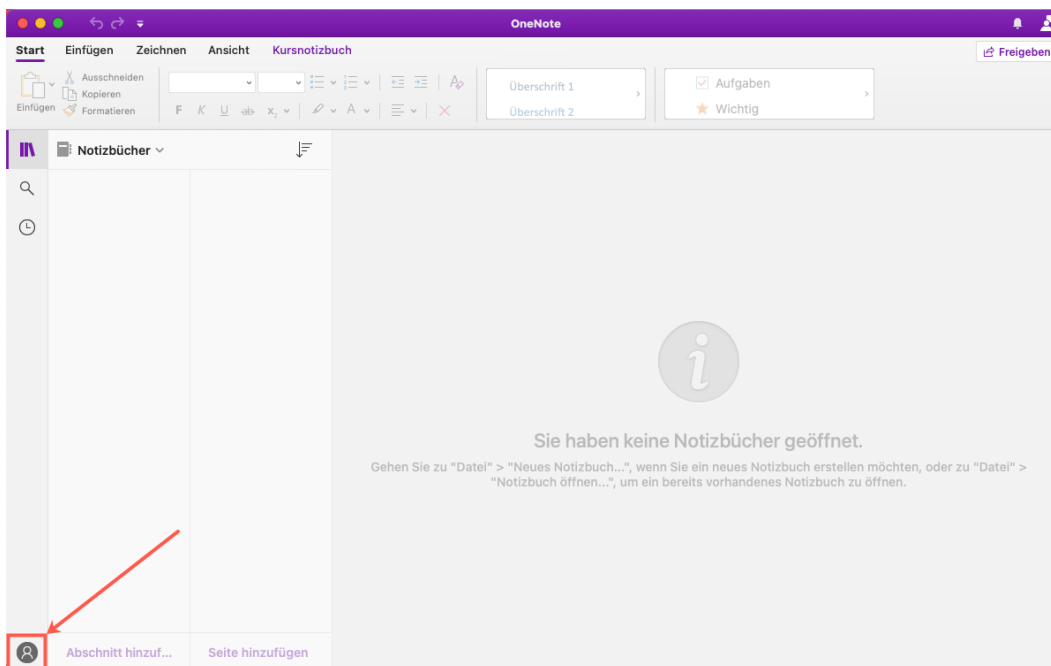 OneNote
Start Einfügen Zeichnen Ansicht Kursnotizbuch Freigeben
Einfügen
Ausschneiden
Kopieren
Formatieren
F K U ab x₂ A
Überschrift 1
Überschrift 2
Aufgaben
Wichtig
Notizbücher
Sie haben keine Notizbücher geöffnet.
Gehen Sie zu "Datei" > "Neues Notizbuch...", wenn Sie ein neues Notizbuch erstellen möchten, oder zu "Datei" >
"Notizbuch öffnen...", um ein bereits vorhandenes Notizbuch zu öffnen.
Abschnitt hinzuf... Seite hinzufügen